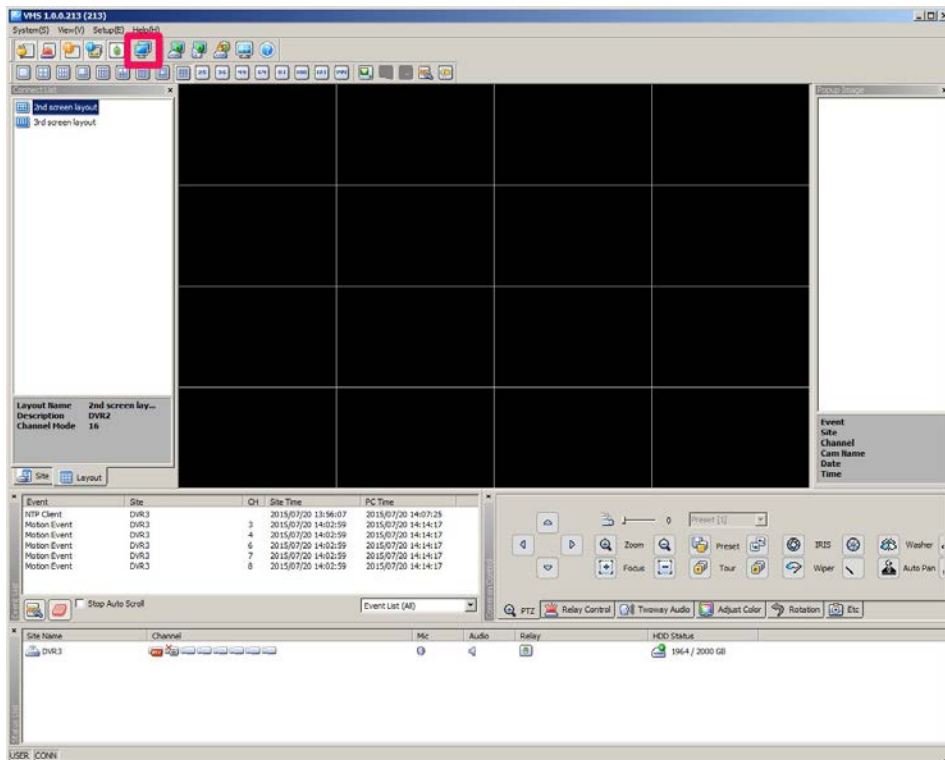 VMS 1.0.0.213 (213)
System(S) View(V) Setup(E) Help(H)
Connect List
Popup Image
2nd screen layout
3rd screen layout
Layout Name 2nd screen lay...
Description DVR2
Channel Mode 16
Event
Site
Channel
Cam Name
Date
Time
Site Layout
Event Site CH Site Time PC Time
NTP Client DVR3 2015/07/20 13:56:07 2015/07/20 14:07:25
Motion Event DVR3 3 2015/07/20 14:02:59 2015/07/20 14:14:17
Motion Event DVR3 4 2015/07/20 14:02:59 2015/07/20 14:14:17
Motion Event DVR3 6 2015/07/20 14:02:59 2015/07/20 14:14:17
Motion Event DVR3 7 2015/07/20 14:02:59 2015/07/20 14:14:17
Motion Event DVR3 8 2015/07/20 14:02:59 2015/07/20 14:14:17
Stop Auto Scroll
Event List (All)
0 Preset [1]
Zoom Preset IRIS Washer
Focus Tour Wiper Auto Pan
PTZ Relay Control Twoway Audio Adjust Color Rotation Etc
Site Name Channel Mic Audio Relay HDD Status
DVR3 1964 / 2000 GB
Status List
USER CONN